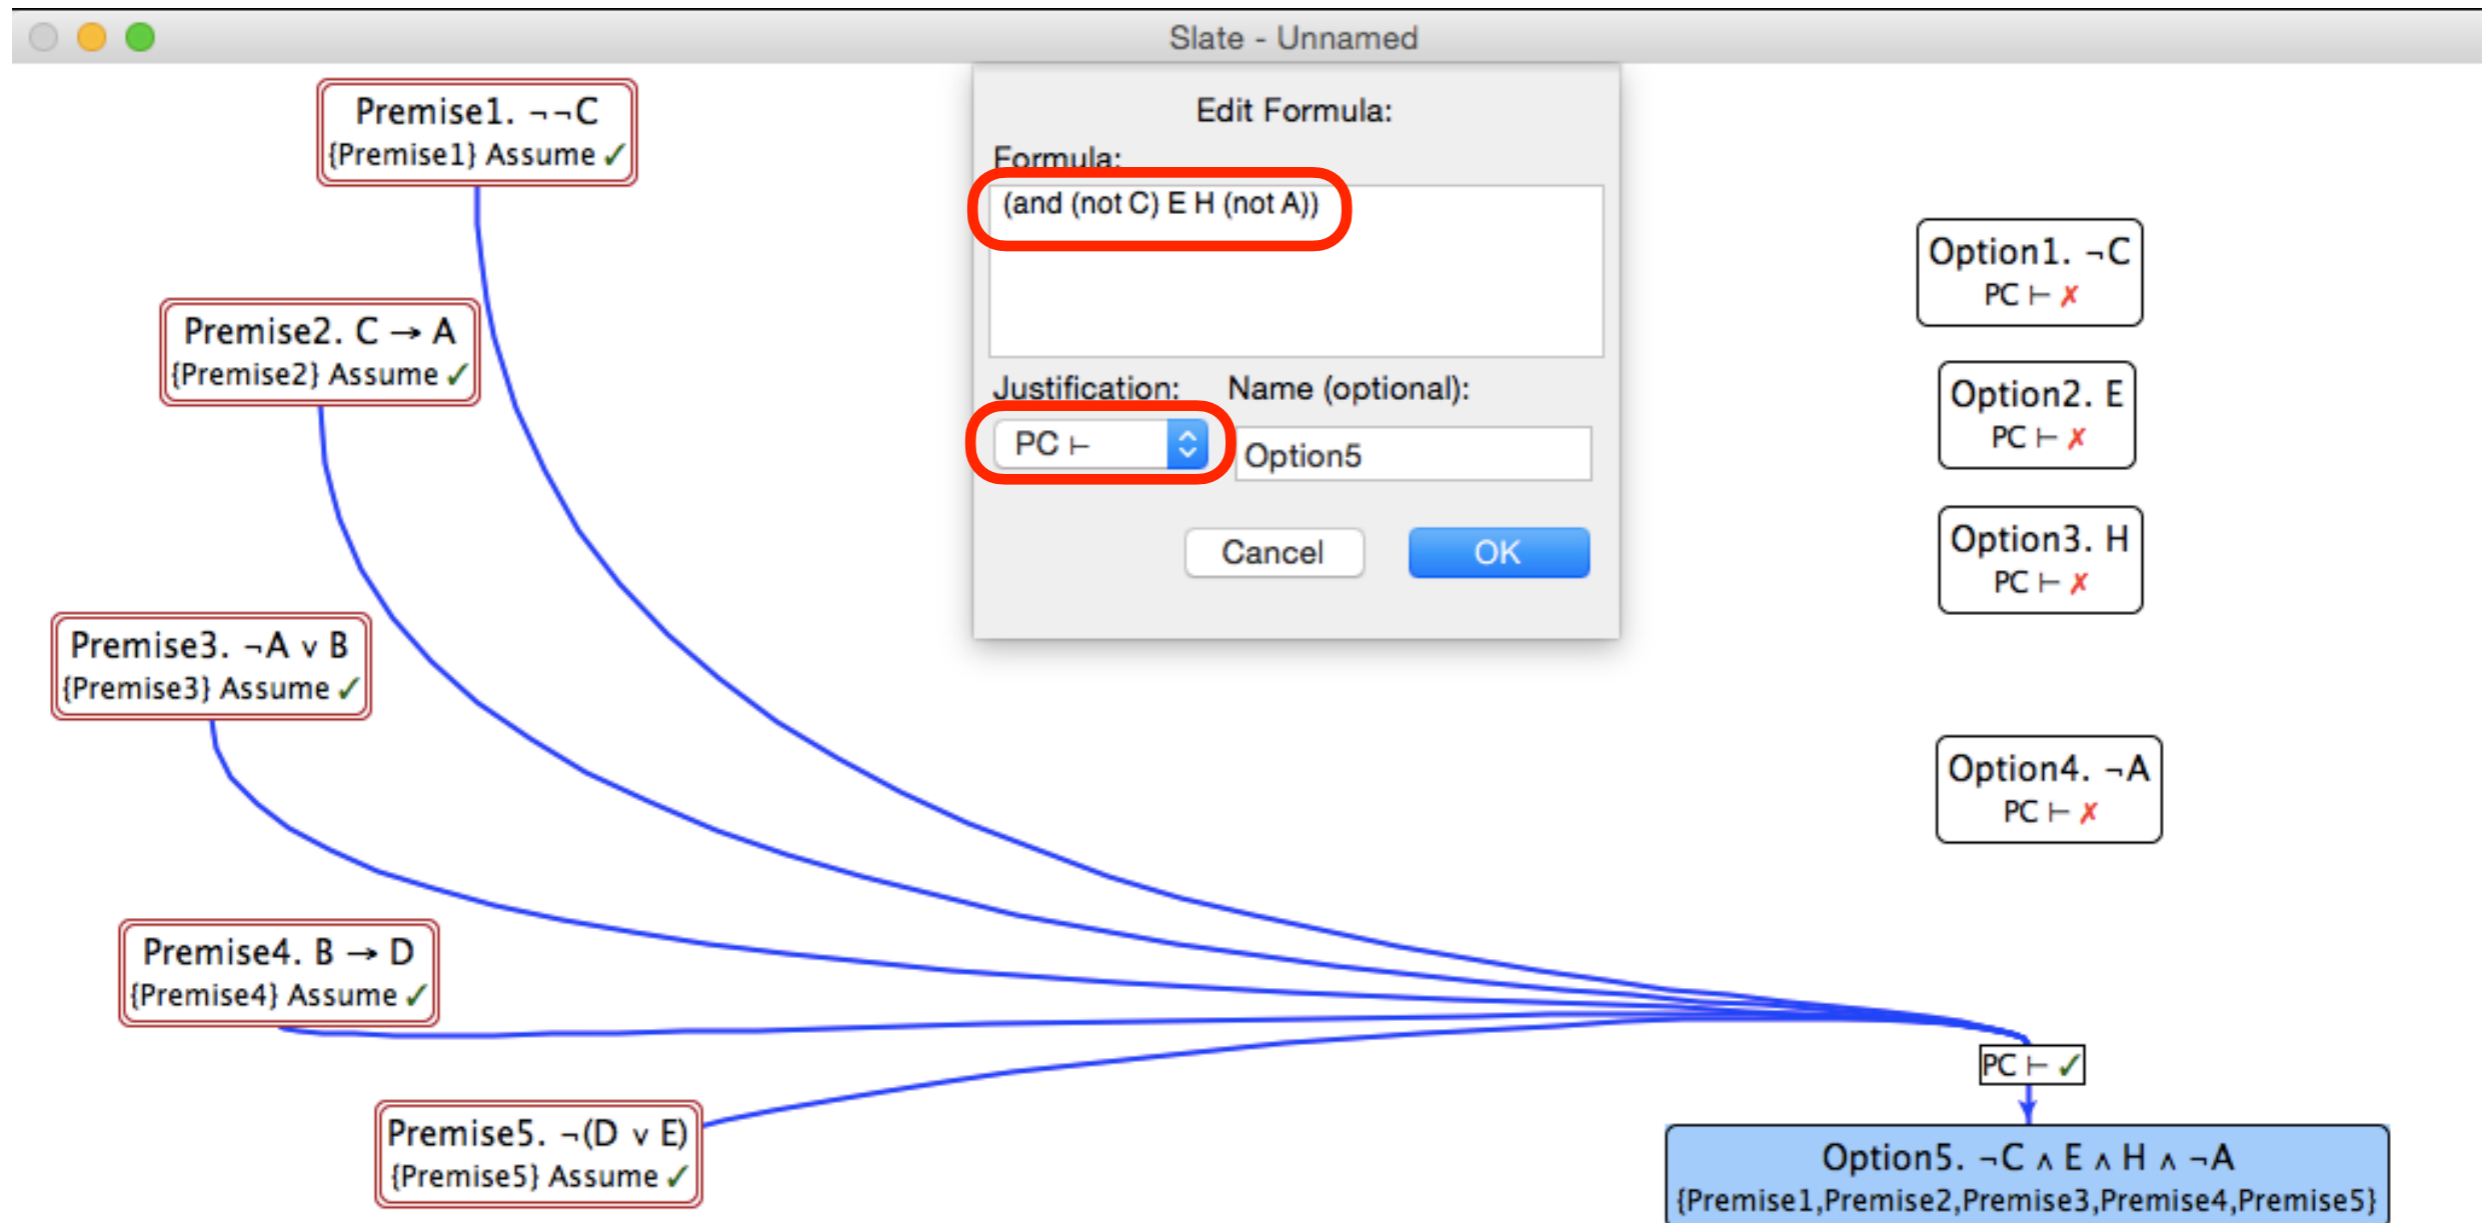 Slate - Unnamed
Premise1. ¬¬C
{Premise1} Assume ✓
Premise2. C → A
{Premise2} Assume ✓
Premise3. ¬A ∨ B
{Premise3} Assume ✓
Premise4. B → D
{Premise4} Assume ✓
Premise5. ¬(D ∨ E)
{Premise5} Assume ✓
Edit Formula:
Formula:
(and (not C) E H (not A))
Justification: Name (optional):
PC ⊢ Option5
Cancel OK
Option1. ¬C
PC ⊢ ✗
Option2. E
PC ⊢ ✗
Option3. H
PC ⊢ ✗
Option4. ¬A
PC ⊢ ✗
PC ⊢ ✓
Option5. ¬C ∧ E ∧ H ∧ ¬A
{Premise1,Premise2,Premise3,Premise4,Premise5}